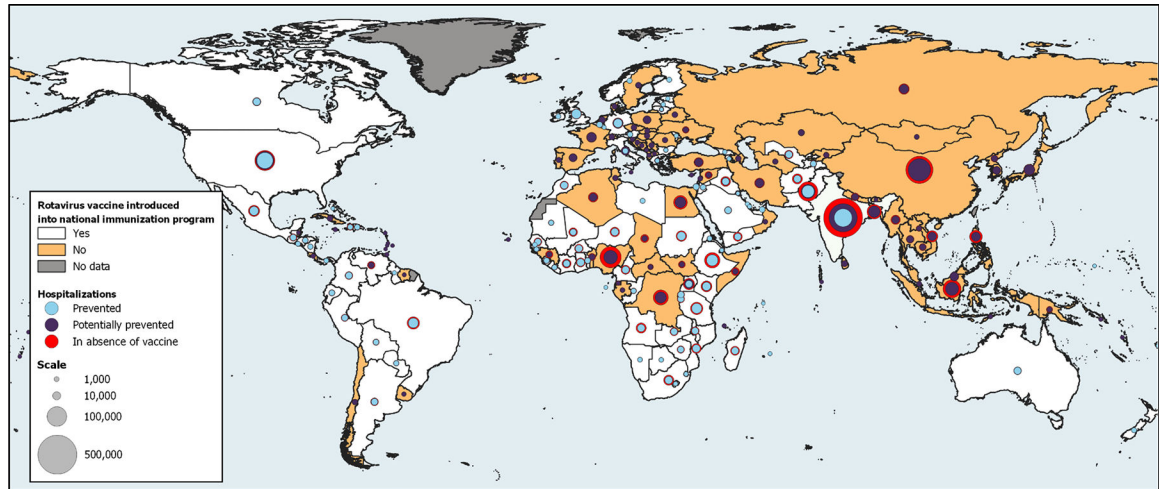 Rotavirus vaccine introduced
into national immunization program
Yes
No
No data
Hospitalizations
Prevented
Potentially prevented
In absence of vaccine
Scale
1,000
10,000
100,000
500,000